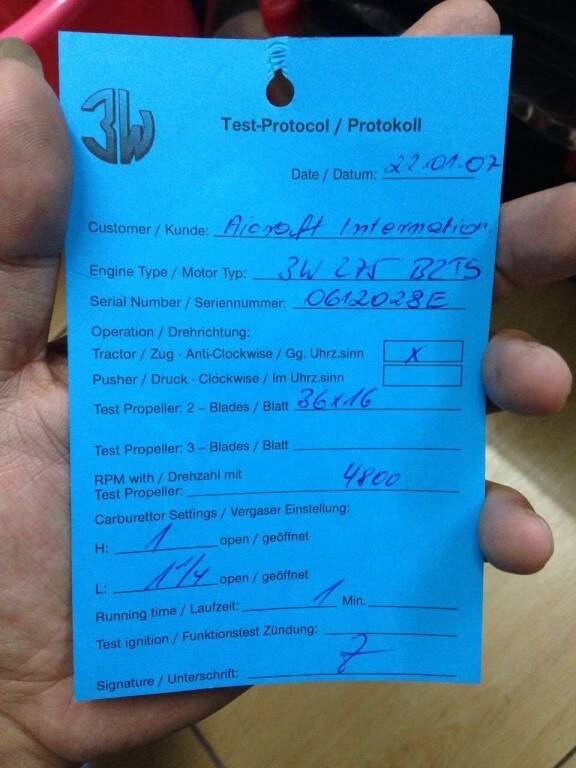 3W
Test-Protocol / Protokoll
Date / Datum: 22.01.07
Customer / Kunde: Aicraft Internation.
Engine Type / Motor Typ: 3W 275 B2TS
Serial Number / Seriennummer: 0612028E
Operation / Drehrichtung:
Tractor / Zug - Anti-Clockwise / Gg. Uhrz.sinn x
Pusher / Druck - Clockwise / Im Uhrz.sinn
Test Propeller: 2 – Blades / Blatt 36x16
Test Propeller: 3 – Blades / Blatt
RPM with / Drehzahl mit 4800
Test Propeller:
Carburettor Settings / Vergaser Einstellung:
H: 1 open / geöffnet
L: 1 1/4 open / geöffnet
Running time / Laufzeit: 1 Min.
Test ignition / Funktionstest Zündung:
Signature / Unterschrift: